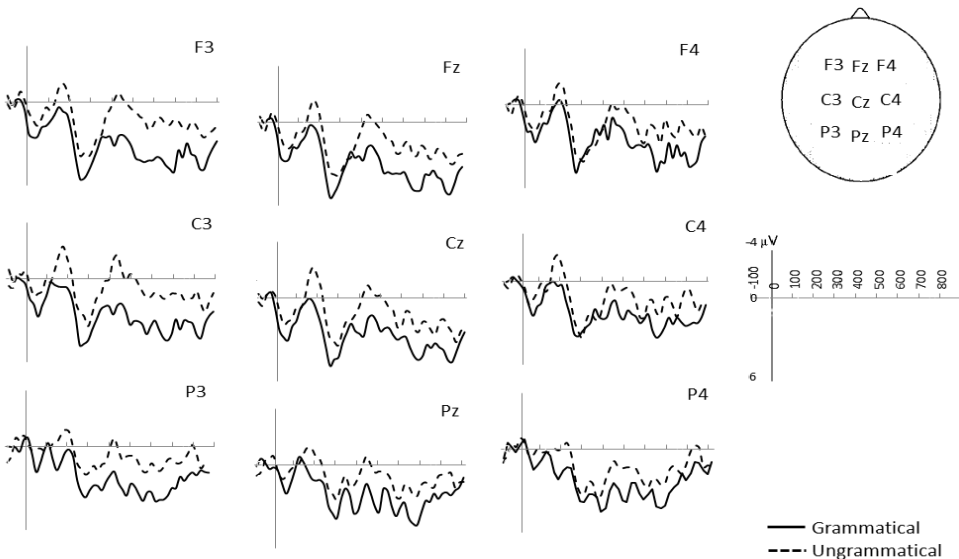 F3
Fz
F4
F3 Fz F4
C3 Cz C4
P3 Pz P4
C3
Cz
C4
-4 μV
-100 0 100 200 300 400 500 600 700 800
0
6
P3
Pz
P4
Grammatical
Ungrammatical